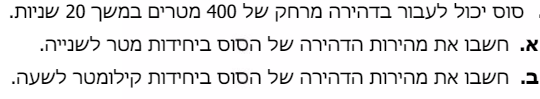 . סוס יכול לעבור בדהירה מרחק של 400 מטרים במשך 20 שניות.
א. חשבו את מהירות הדהירה של הסוס ביחידות מטר לשנייה.
ב. חשבו את מהירות הדהירה של הסוס ביחידות קילומטר לשעה.